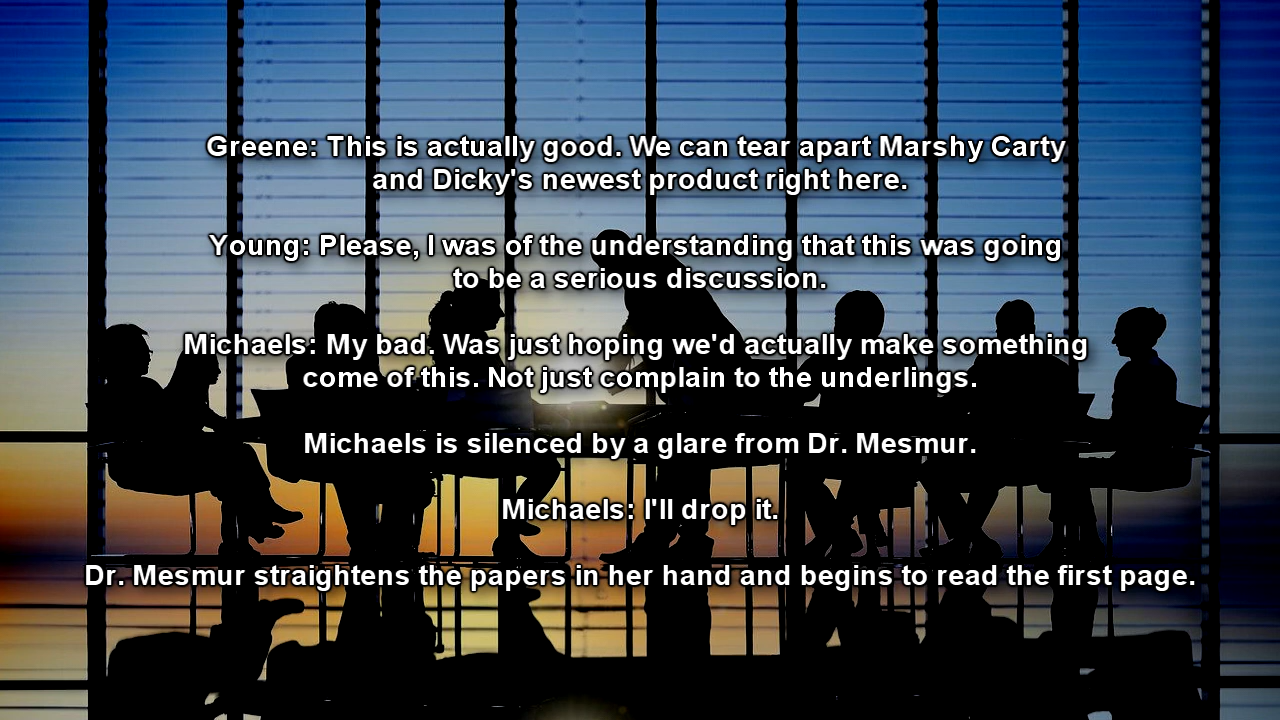 Greene: This is actually good. We can tear apart Marshy Carty
and Dicky's newest product right here.
Young: Please, I was of the understanding that this was going
to be a serious discussion.
Michaels: My bad. Was just hoping we'd actually make something
come of this. Not just complain to the underlings.
Michaels is silenced by a glare from Dr. Mesmur.
Michaels: I'll drop it.
Dr. Mesmur straightens the papers in her hand and begins to read the first page.